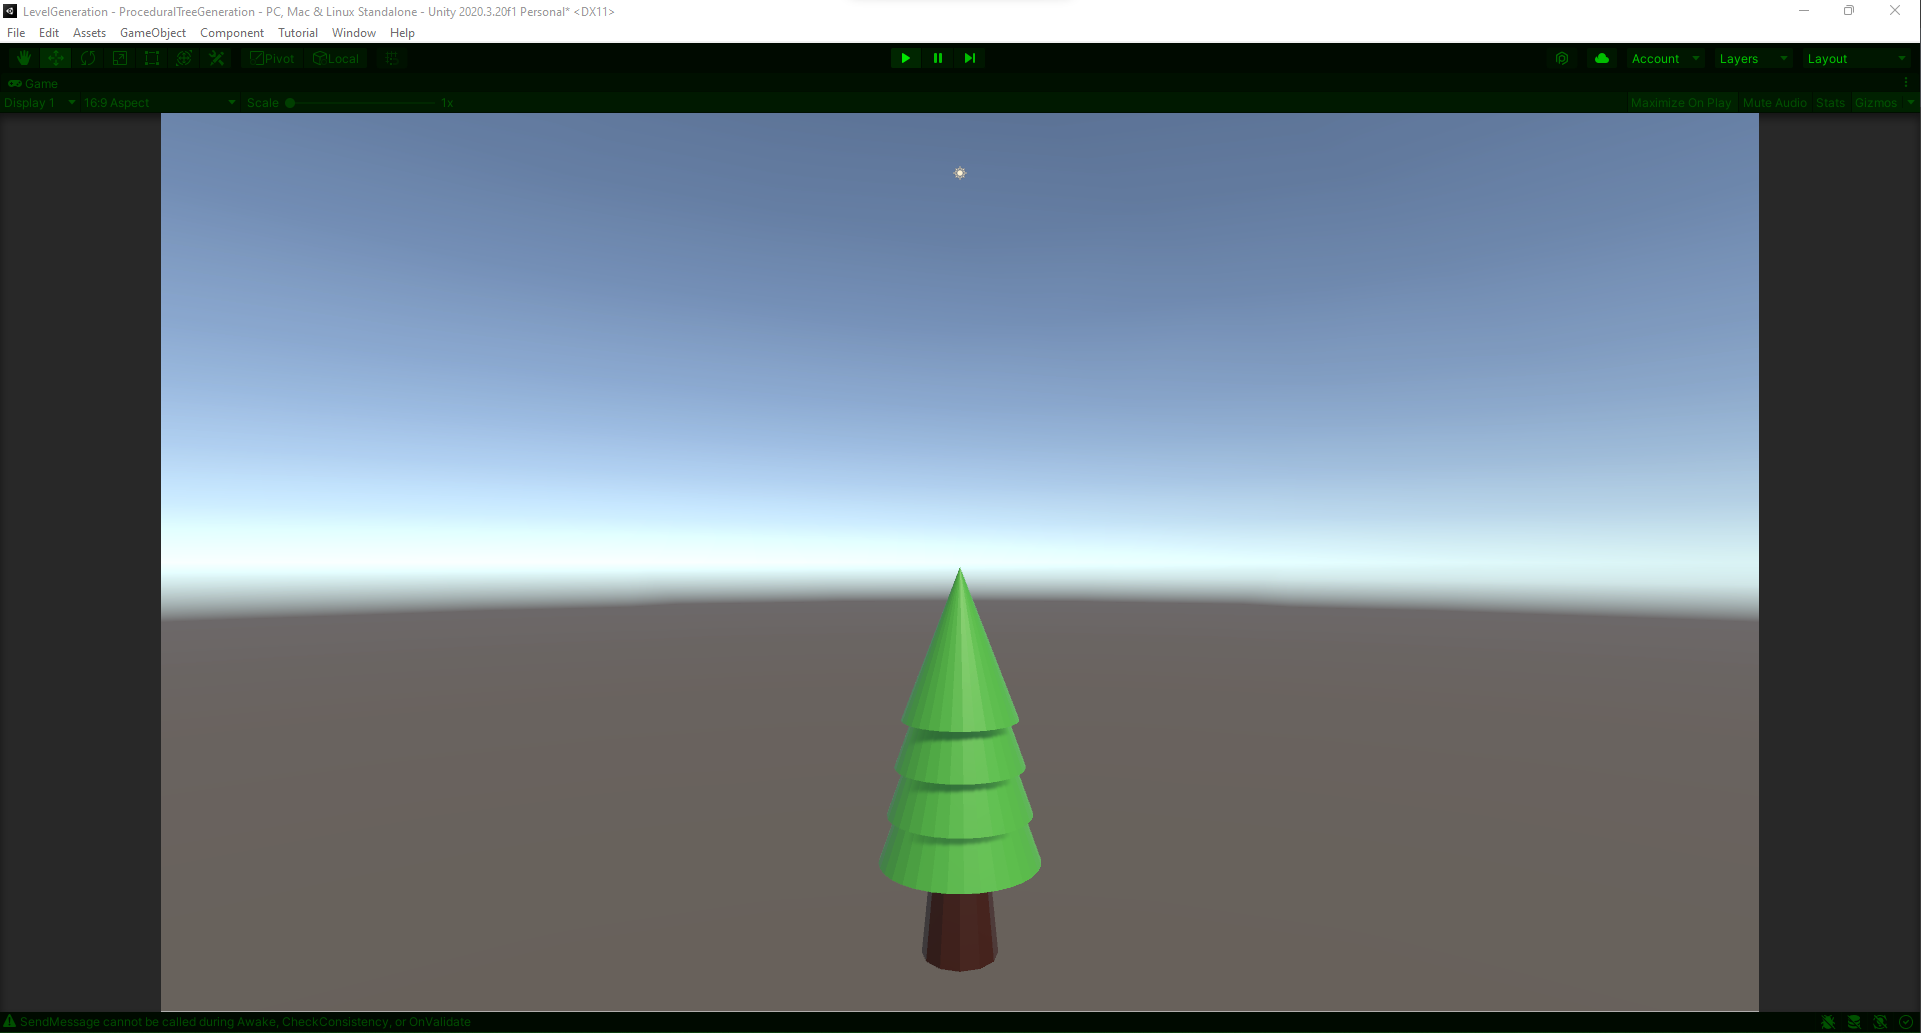 LevelGeneration - ProceduralTreeGeneration - PC, Mac & Linux Standalone - Unity 2020.3.20f1 Personal* <DX11>
File Edit Assets GameObject Component Tutorial Window Help
Pivot Local Account Layers Layout
Game
Display 1 16:9 Aspect Scale 1x Maximize On Play Mute Audio Stats Gizmos
SendMessage cannot be called during Awake, CheckConsistency, or OnValidate